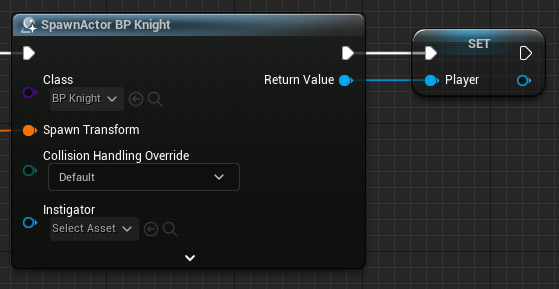 SpawnActor BP Knight
SET
Class
BP Knight
Return Value
Player
Spawn Transform
Collision Handling Override
Default
Instigator
Select Asset